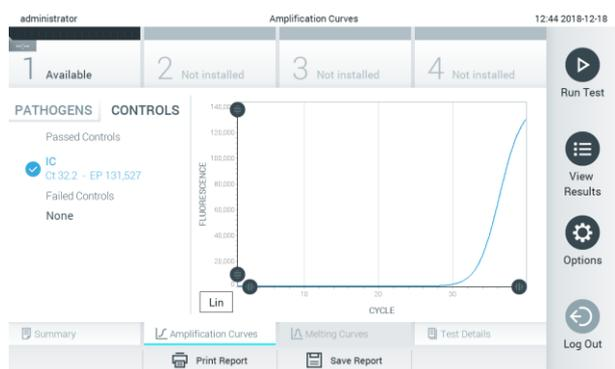 administrator
Amplification Curves
12:44 2018-12-18
1 Available
2 Not installed
3 Not installed
4 Not installed
Run Test
View
Results
Options
Log Out
PATHOGENS
CONTROLS
Passed Controls
IC
Ct 32.2 - EP 131,527
Failed Controls
None
FLUORESCENCE
120,000
100,000
80,000
60,000
40,000
20,000
0
10
20
30
CYCLE
Lin
Summary
Amplification Curves
Melting Curves
Test Details
Print Report
Save Report